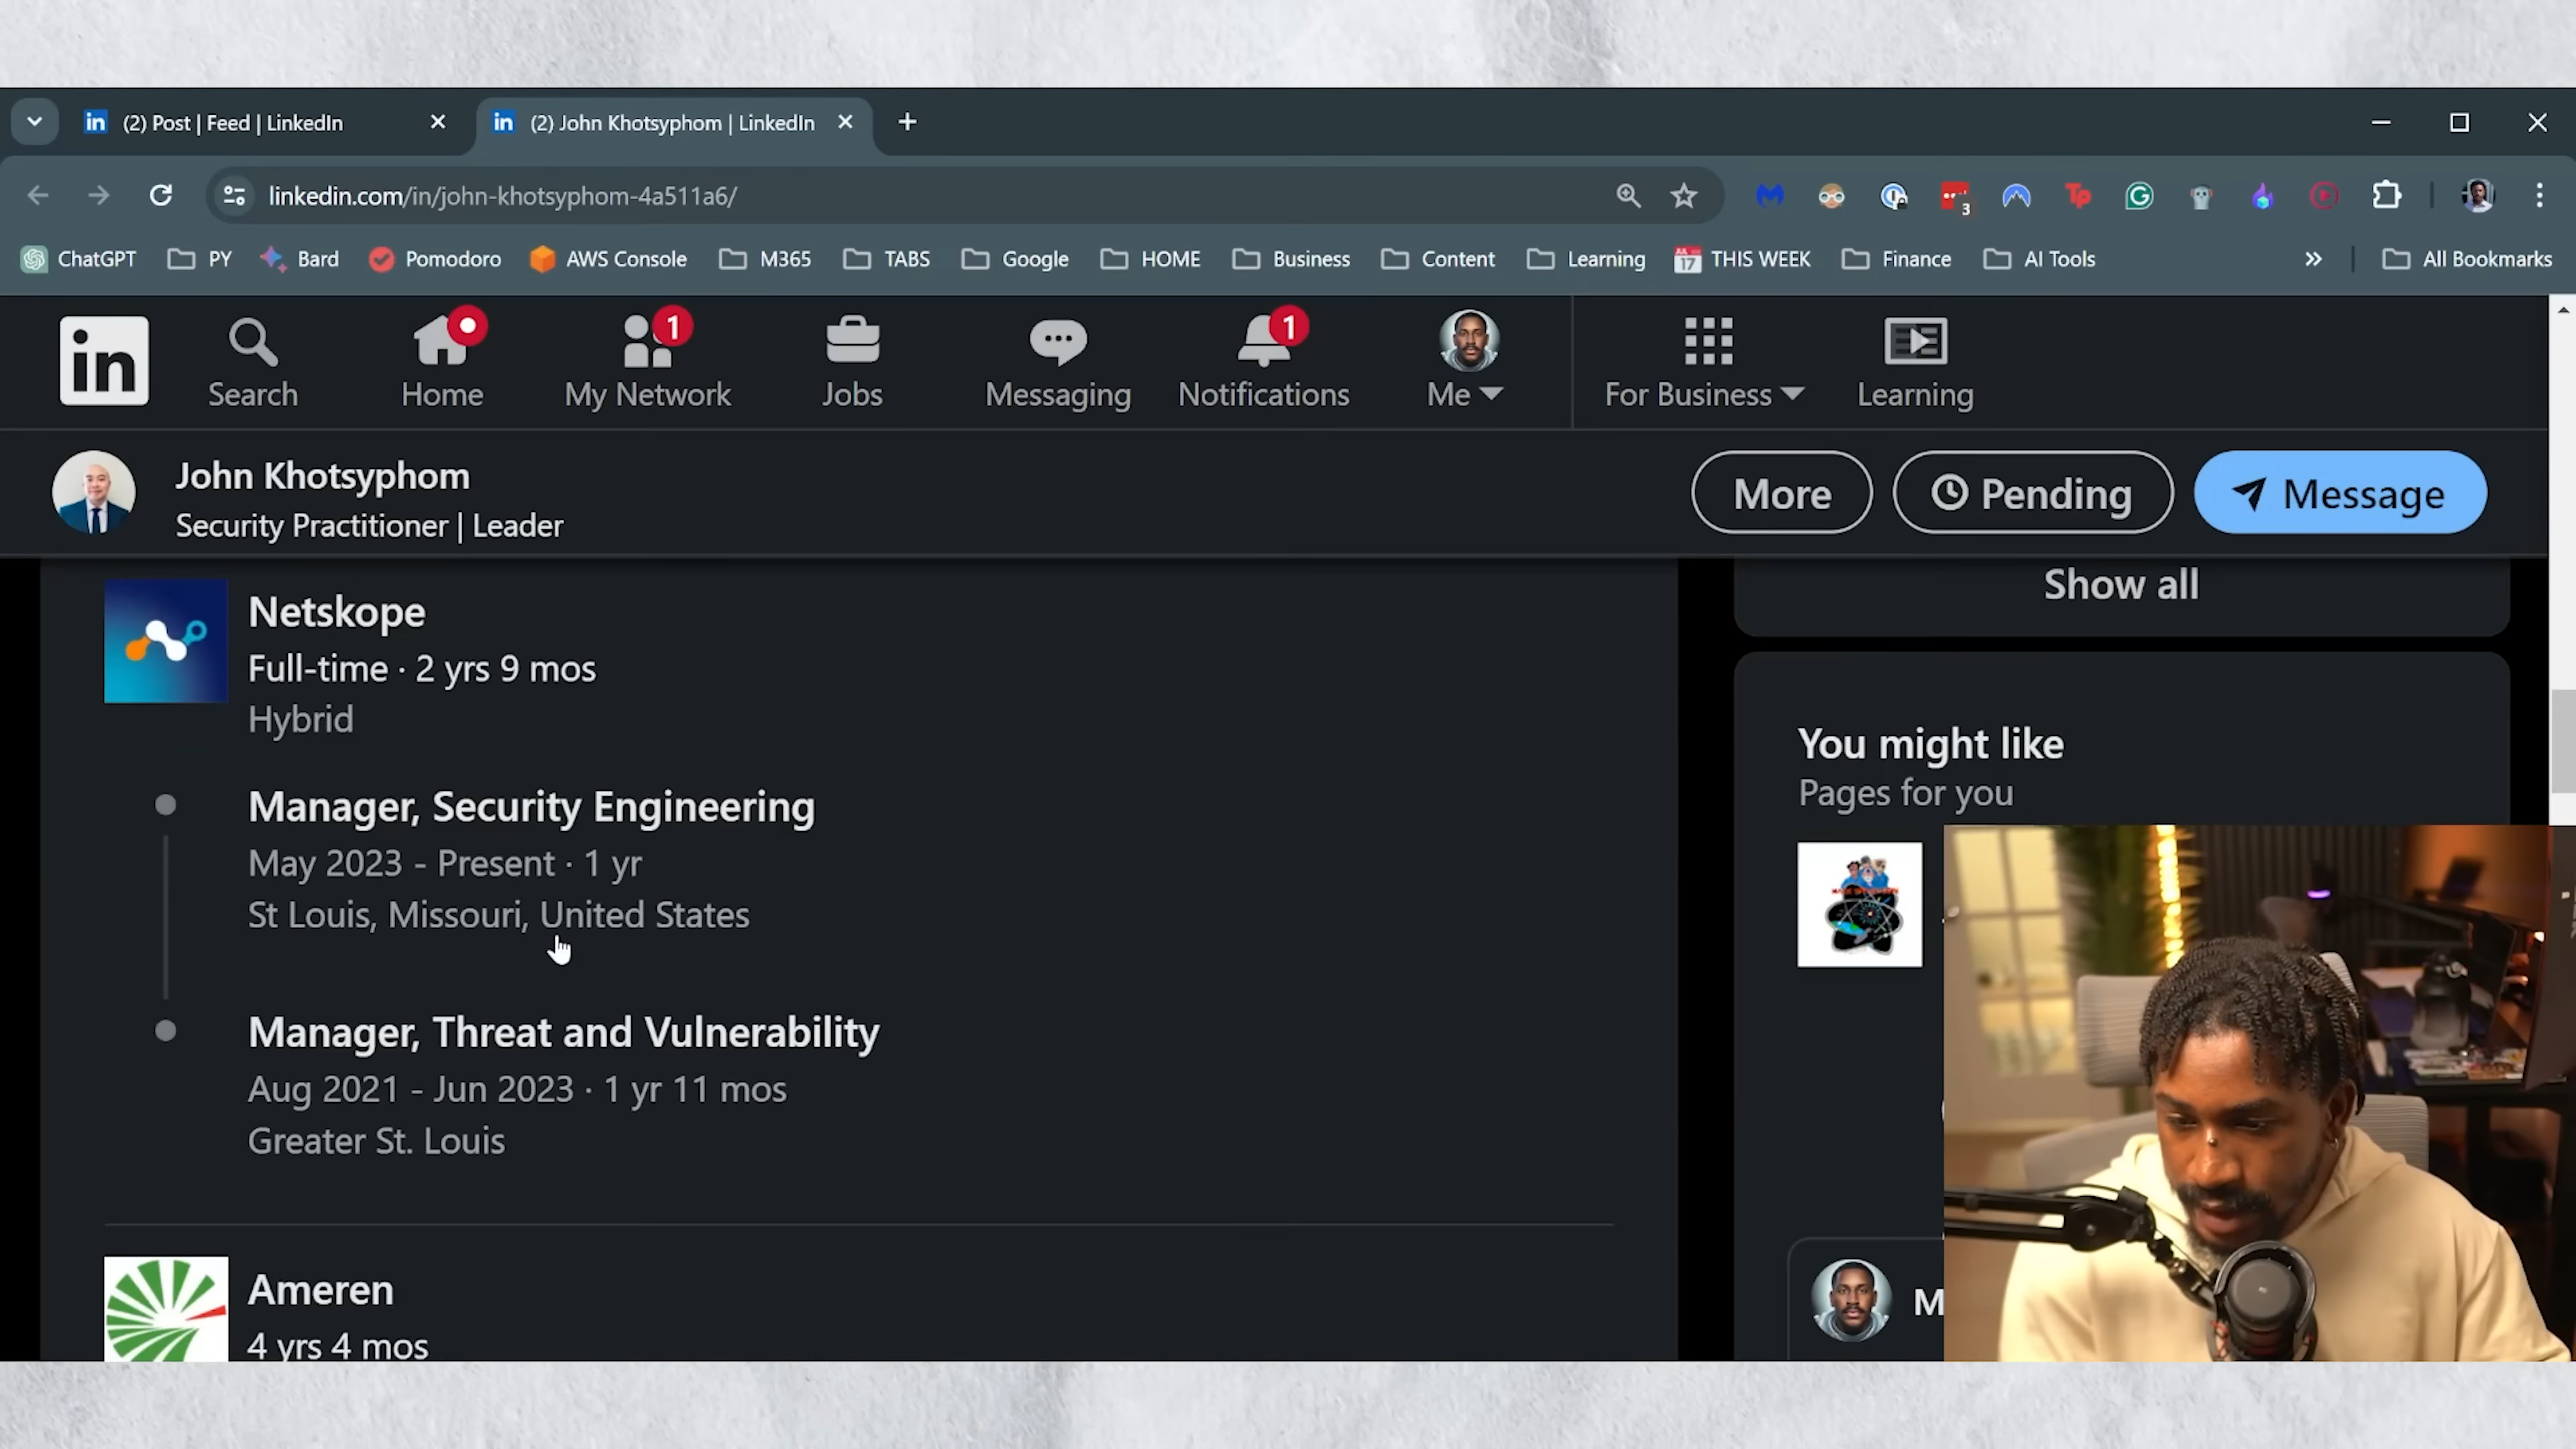 (2) Post | Feed | LinkedIn
(2) John Khotsyphom | LinkedIn
linkedin.com/in/john-khotsyphom-4a511a6/
3
Tp
ChatGPT
PY
Bard
Pomodoro
AWS Console
M365
TABS
Google
HOME
Business
Content
Learning
JUL 17
THIS WEEK
Finance
AI Tools
All Bookmarks
in
Search
Home
1
My Network
Jobs
Messaging
1
Notifications
Me
For Business
Learning
John Khotsyphom
Security Practitioner | Leader
More
Pending
Message
Netskope
Full-time · 2 yrs 9 mos
Hybrid
Manager, Security Engineering
May 2023 - Present · 1 yr
St Louis, Missouri, United States
Manager, Threat and Vulnerability
Aug 2021 - Jun 2023 · 1 yr 11 mos
Greater St. Louis
Ameren
4 yrs 4 mos
Show all
You might like
Pages for you
M